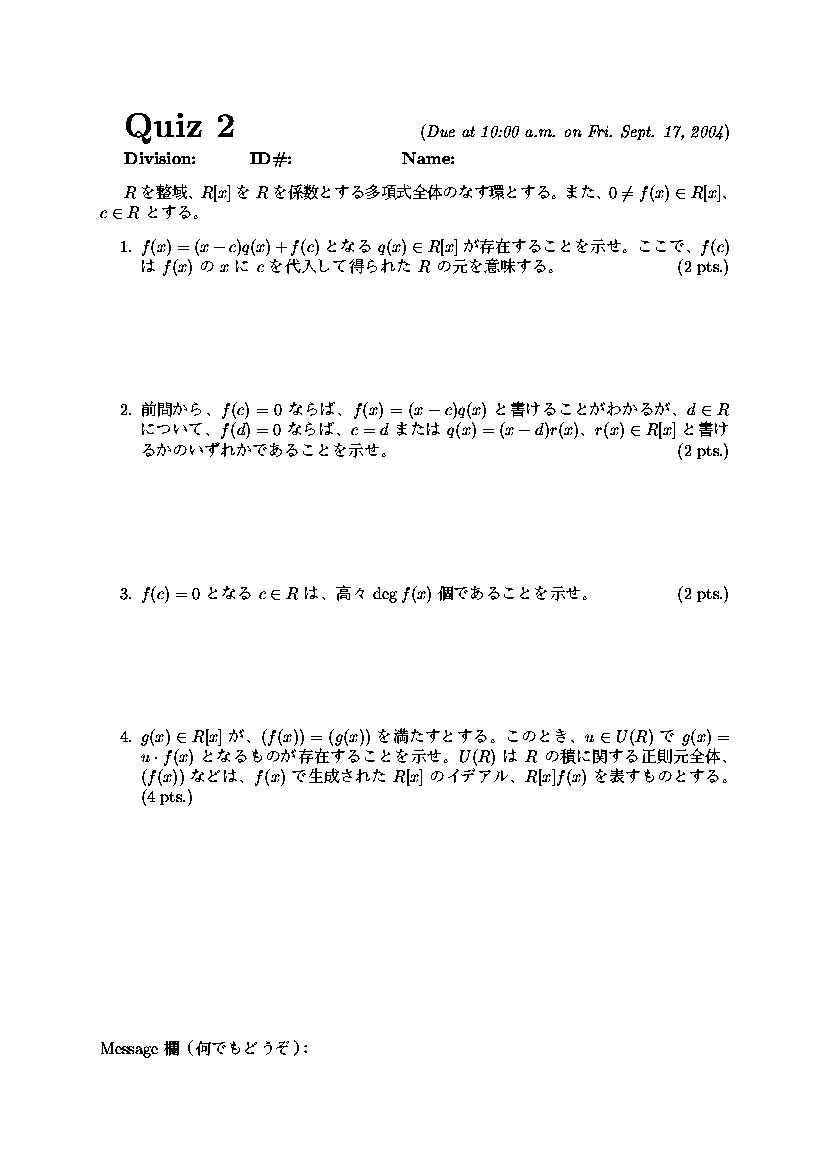 Quiz 2 (Due at 10:00 a.m. on Fri. Sept. 17, 2004)
Division: ID#: Name:
R を整域、R[x] を R を係数とする多項式全体のなす環とする。また、0 ≠ f(x) ∈ R[x]、
c ∈ R とする。
1. f(x) = (x − c)q(x) + f(c) となる q(x) ∈ R[x] が存在することを示せ。ここで、f(c)
は f(x) の x に c を代入して得られた R の元を意味する。 (2 pts.)
2. 前問から、f(c) = 0 ならば、f(x) = (x − c)q(x) と書けることがわかるが、d ∈ R
について、f(d) = 0 ならば、c = d または q(x) = (x − d)r(x)、r(x) ∈ R[x] と書け
るかのいずれかであることを示せ。 (2 pts.)
3. f(c) = 0 となる c ∈ R は、高々 deg f(x) 個であることを示せ。 (2 pts.)
4. g(x) ∈ R[x] が、(f(x)) = (g(x)) を満たすとする。このとき、u ∈ U(R) で g(x) =
u · f(x) となるものが存在することを示せ。U(R) は R の積に関する正則元全体、
(f(x)) などは、f(x) で生成された R[x] のイデアル、R[x]f(x) を表すものとする。
(4 pts.)
Message 欄（何でもどうぞ）：